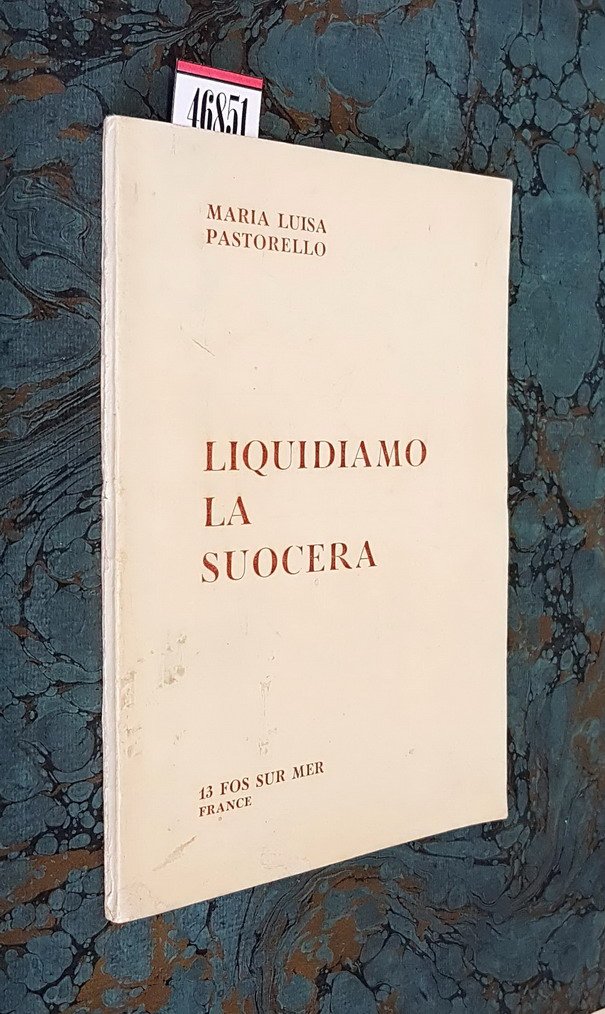 46851
MARIA LUISA
PASTORELLO
LIQUIDIAMO
LA
SUOCERA
13 FOS SUR MER
FRANCE